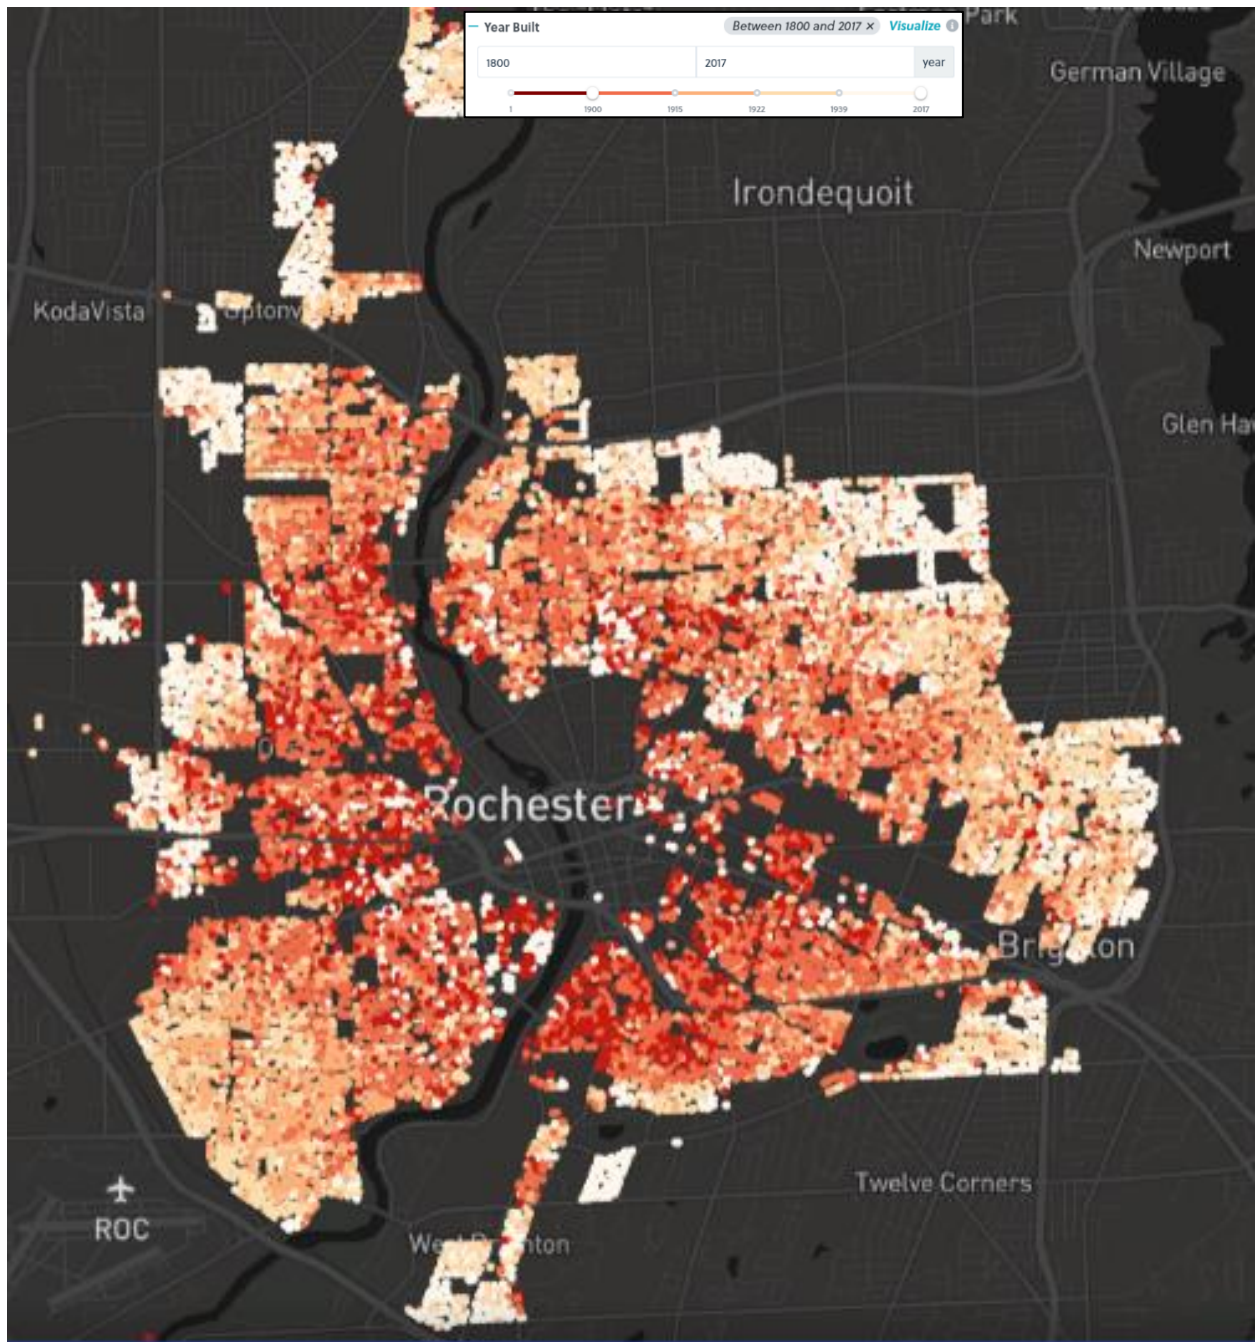 Year Built
Between 1800 and 2017 × Visualize i
1800 2017 year
1 1900 1915 1922 1939 2017
Park
German Village
Irondequoit
Newport
KodaVista
Glen Ha
Rochester
Twelve Corners
ROC